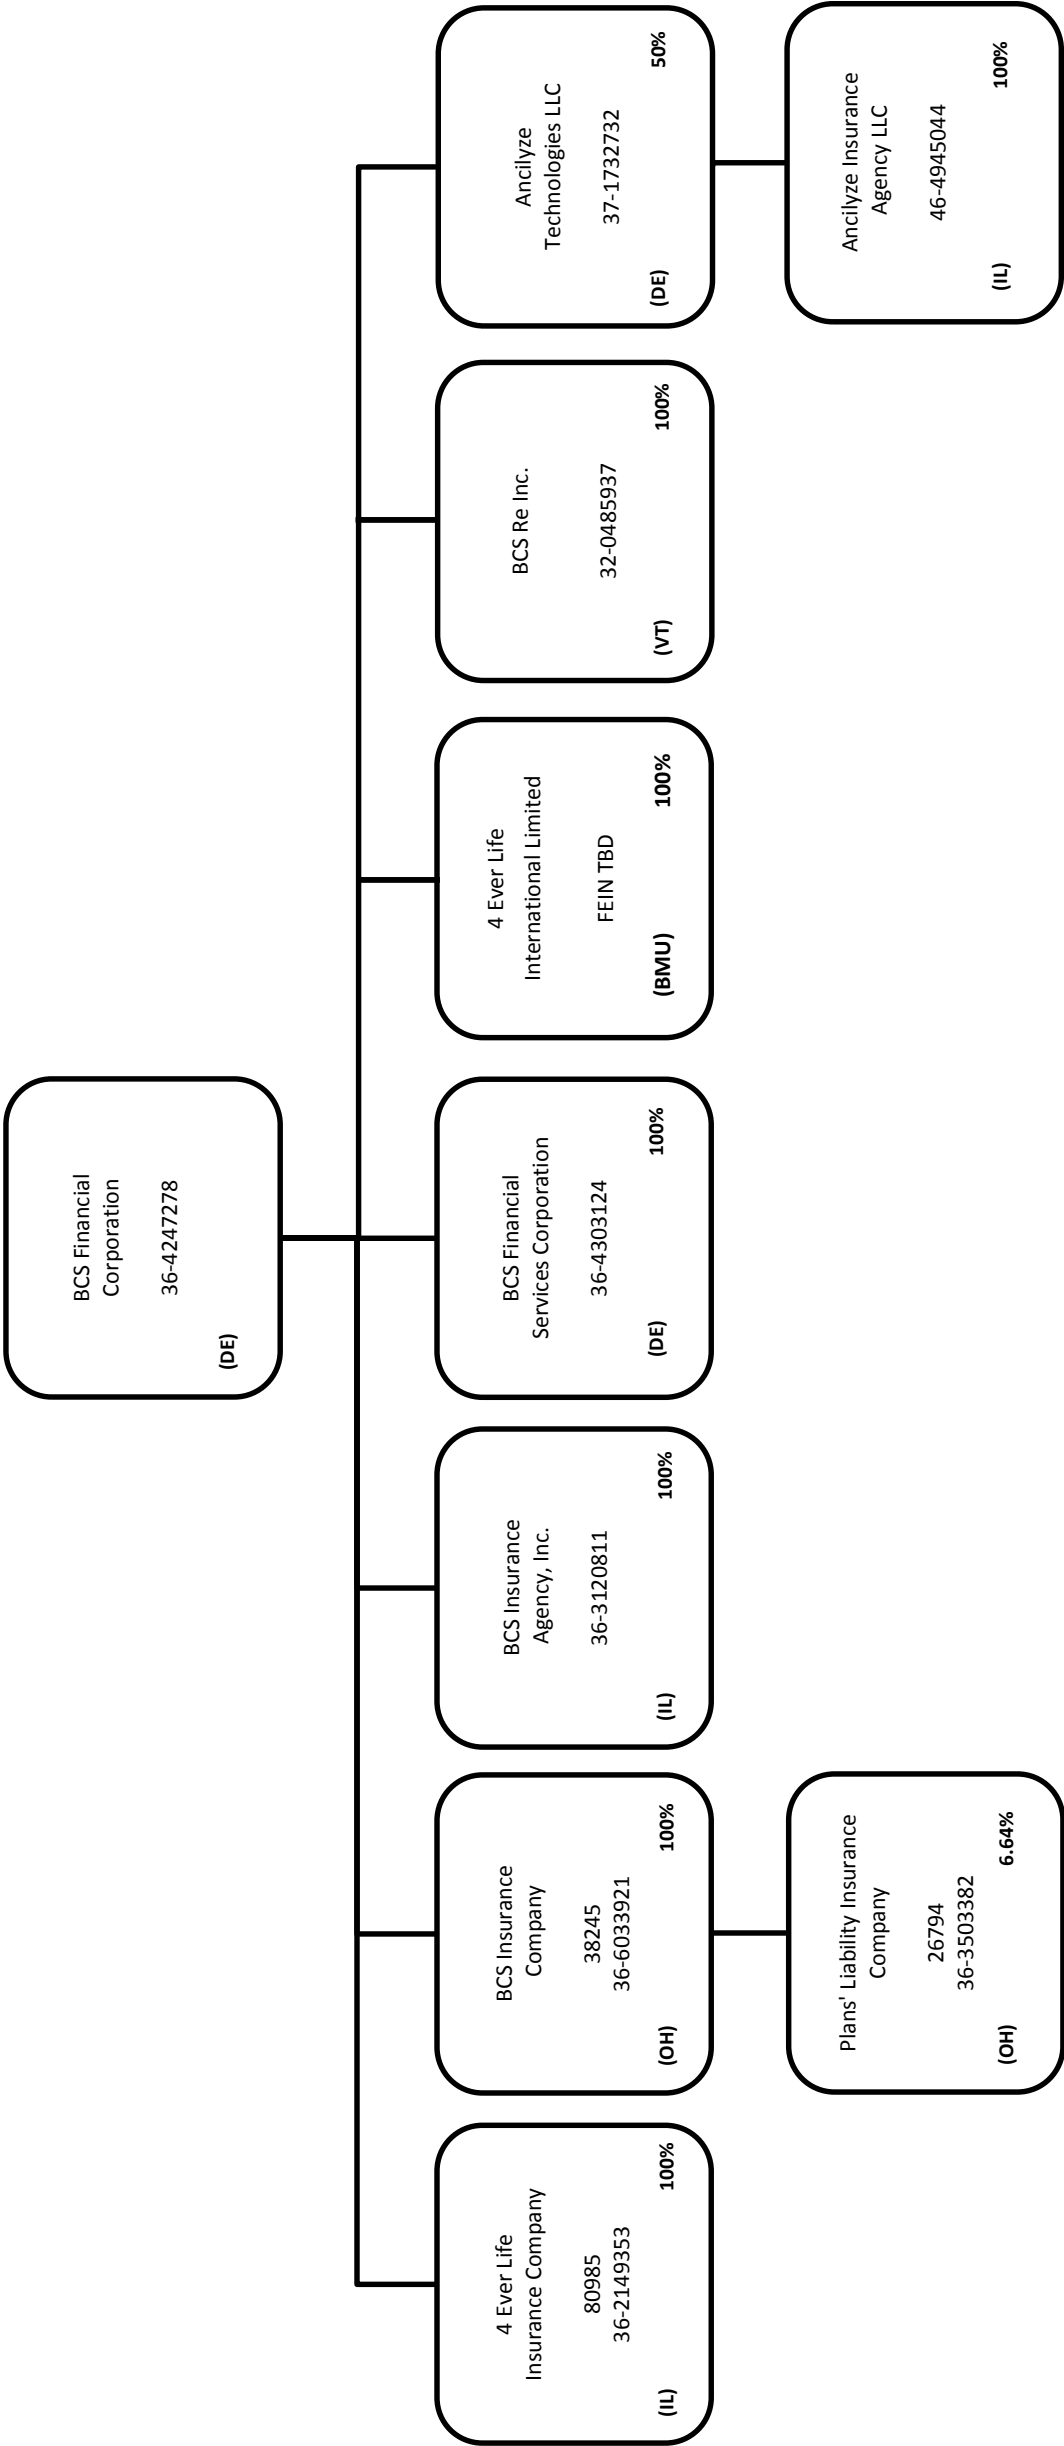 BCS Financial
Corporation
36-4247278
(DE)
4 Ever Life
Insurance Company
80985
36-2149353
(IL)
100%
BCS Insurance
Company
38245
36-6033921
(OH)
100%
BCS Insurance
Agency, Inc.
36-3120811
(IL)
100%
BCS Financial
Services Corporation
36-4303124
(DE)
100%
4 Ever Life
International Limited
FEIN TBD
(BMU)
100%
BCS Re Inc.
32-0485937
(VT)
100%
Ancilyze
Technologies LLC
37-1732732
(DE)
50%
Plans' Liability Insurance
Company
26794
36-3503382
(OH)
6.64%
Ancilyze Insurance
Agency LLC
46-4945044
(IL)
100%